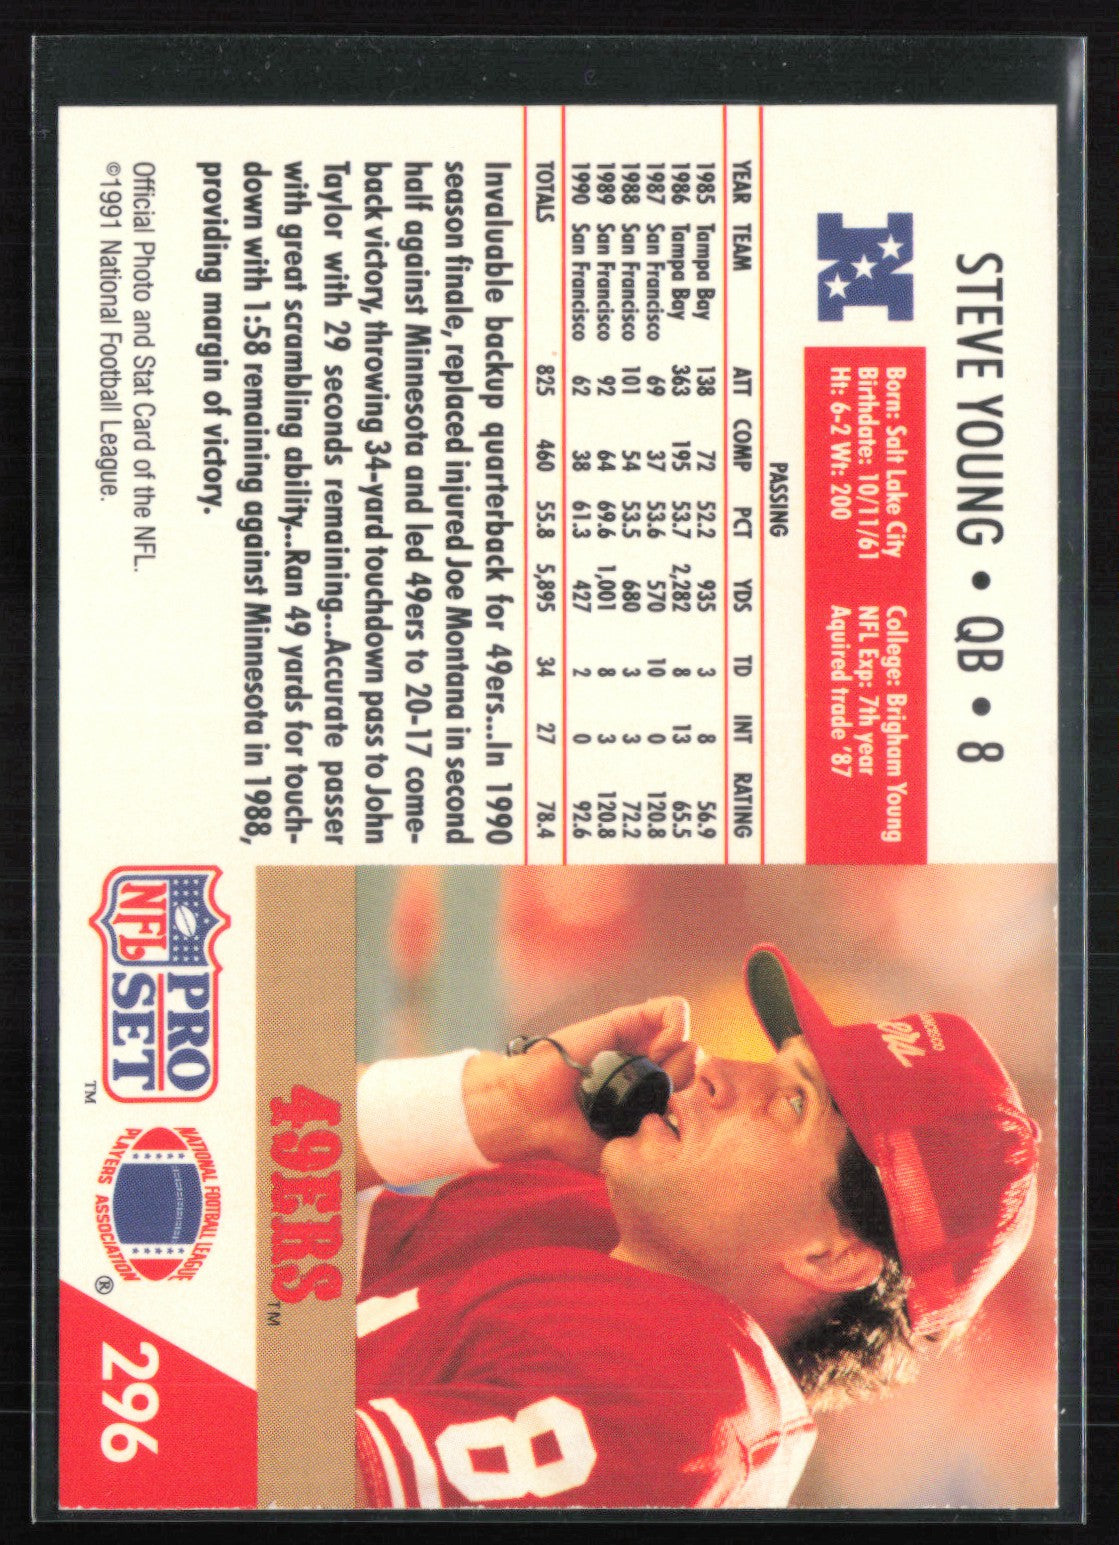 STEVE YOUNG • QB • 8
Born: Salt Lake City College: Brigham Young
Birthdate: 10/11/61 NFL Exp: 7th year
Ht: 6-2 Wt: 200 Aquired trade '87
PASSING
YEAR TEAM ATT COMP PCT YDS TD INT RATING
1985 Tampa Bay 138 72 52.2 935 3 8 56.9
1986 Tampa Bay 363 195 53.7 2,282 8 13 65.5
1987 San Francisco 69 37 53.6 570 10 0 120.8
1988 San Francisco 101 54 53.5 680 3 3 72.2
1989 San Francisco 92 64 69.6 1,001 8 3 120.8
1990 San Francisco 62 38 61.3 427 2 0 92.6
TOTALS 825 460 55.8 5,895 34 27 78.4
Invaluable backup quarterback for 49ers...In 1990
season finale, replaced injured Joe Montana in second
half against Minnesota and led 49ers to 20-17 come-
back victory, throwing 34-yard touchdown pass to John
Taylor with 29 seconds remaining...Accurate passer
with great scrambling ability...Ran 49 yards for touch-
down with 1:58 remaining against Minnesota in 1988,
providing margin of victory.
Official Photo and Stat Card of the NFL.
©1991 National Football League.
8
49ERS™
NFL
PRO
SET
™
NATIONAL FOOTBALL LEAGUE
PLAYERS ASSOCIATION
®
296